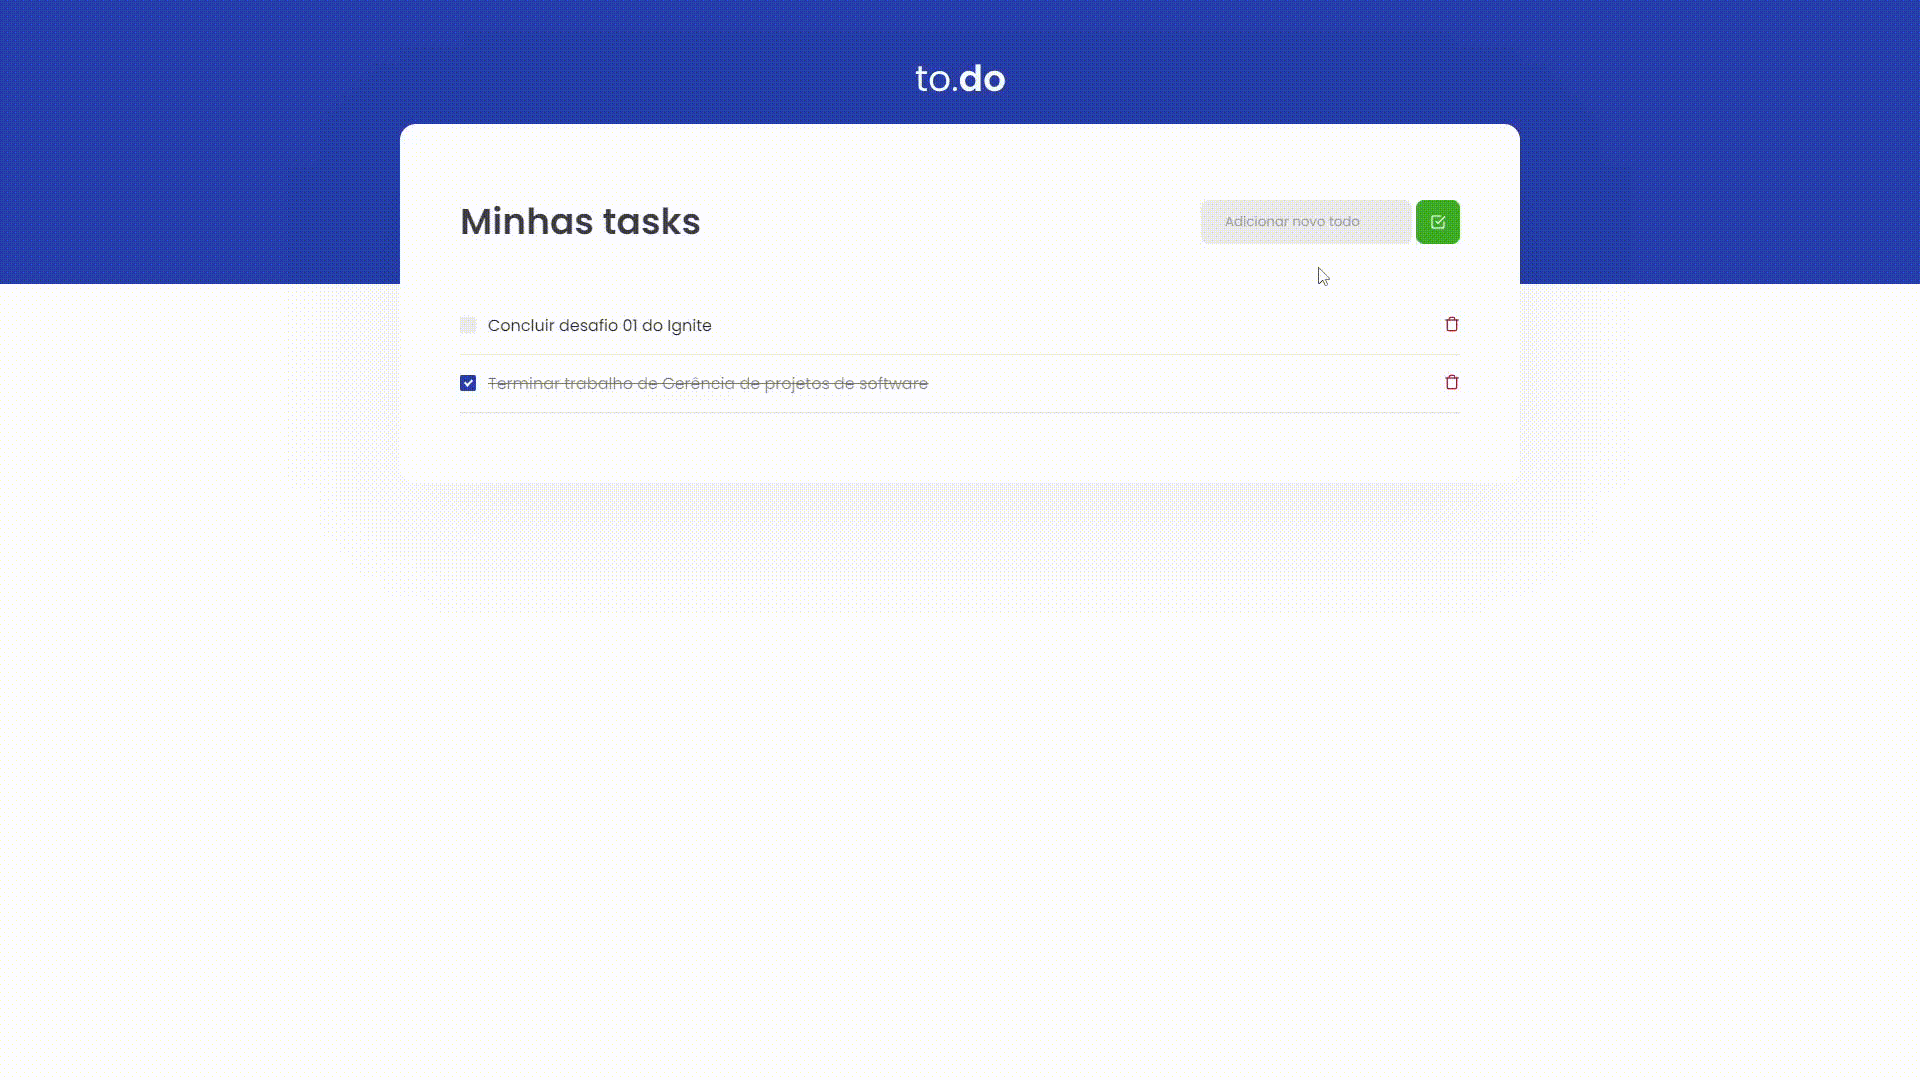 to.do
Minhas tasks
Adicionar novo todo
Concluir desafio 01 do Ignite
Terminar trabalho de Gerência de projetos de software